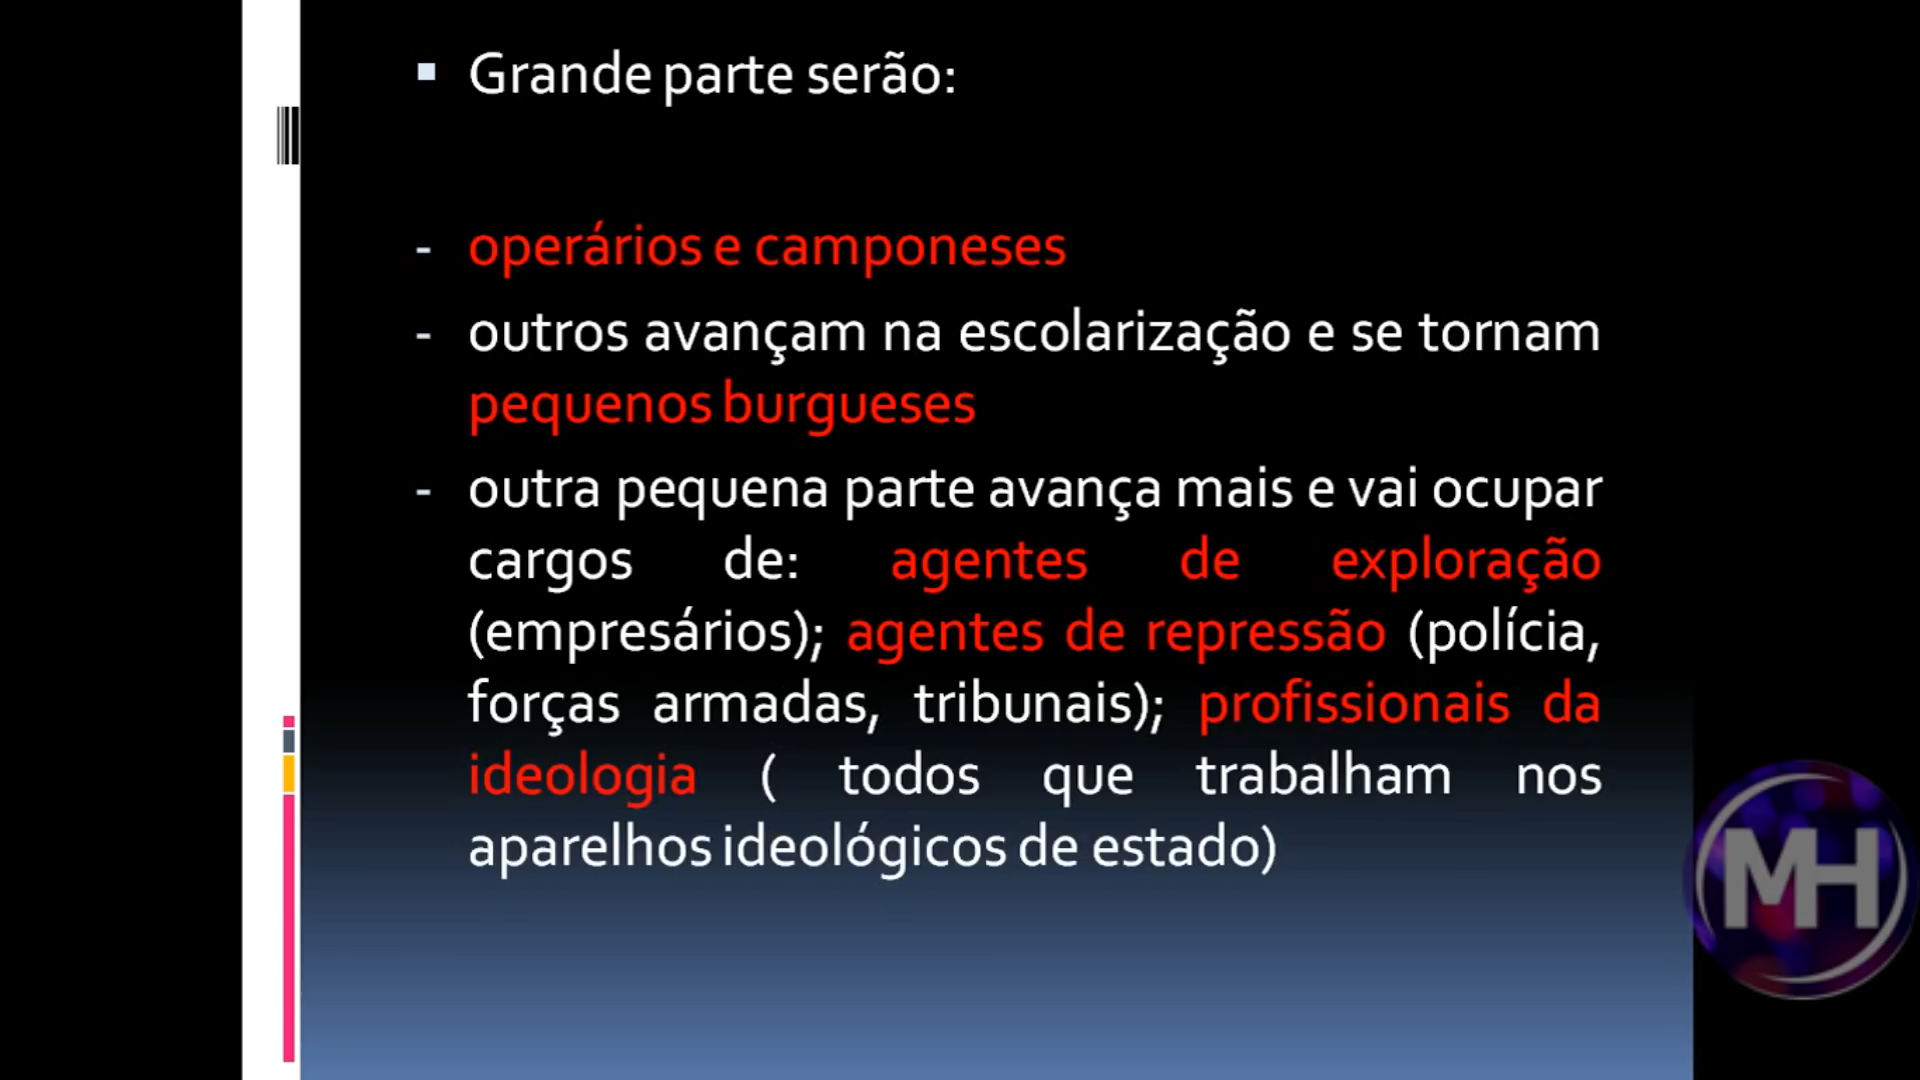 Grande parte serão:
- operários e camponeses
- outros avançam na escolarização e se tornam
pequenos burgueses
- outra pequena parte avança mais e vai ocupar
cargos de: agentes de exploração
(empresários); agentes de repressão (polícia,
forças armadas, tribunais); profissionais da
ideologia ( todos que trabalham nos
aparelhos ideológicos de estado)
MH